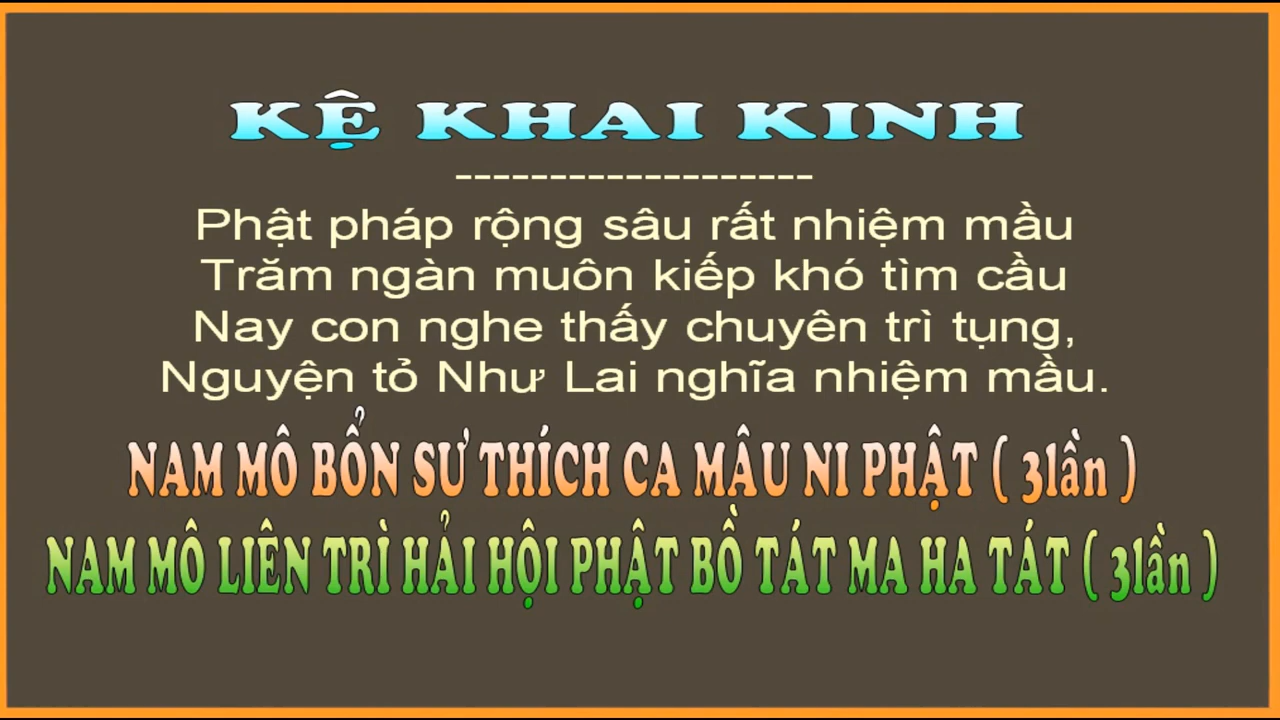 KỆ KHAI KINH
-------------------
Phật pháp rộng sâu rất nhiệm mầu
Trăm ngàn muôn kiếp khó tìm cầu
Nay con nghe thấy chuyên trì tụng,
Nguyện tỏ Như Lai nghĩa nhiệm mầu.
NAM MÔ BỔN SƯ THÍCH CA MÂU NI PHẬT ( 3lần )
NAM MÔ LIÊN TRÌ HẢI HỘI PHẬT BỒ TÁT MA HA TÁT ( 3lần )